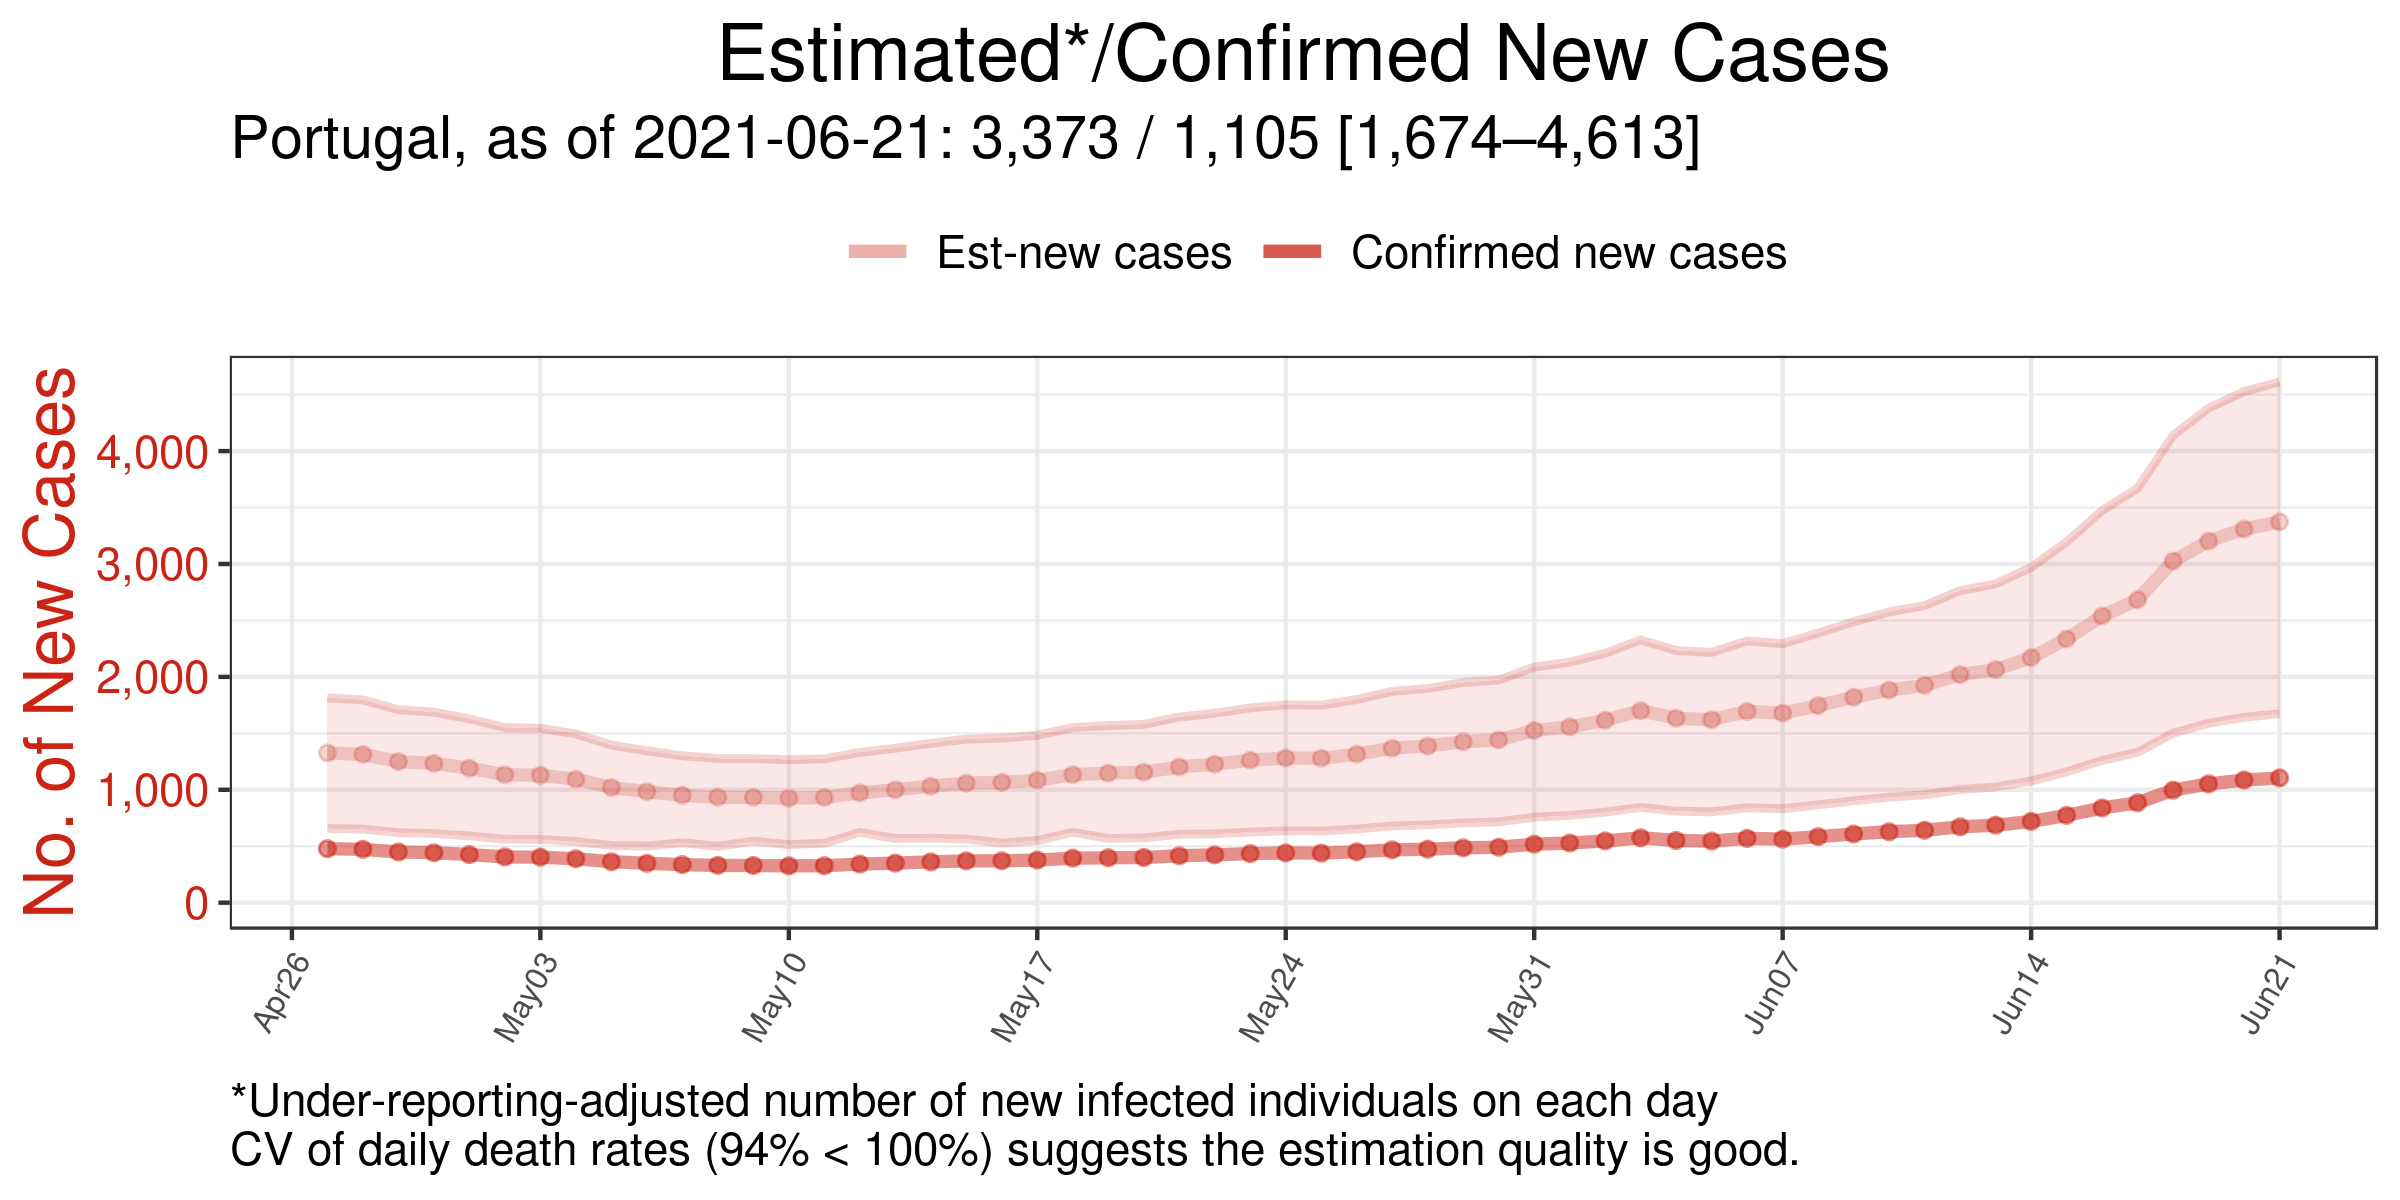 Estimated*/Confirmed New Cases
Portugal, as of 2021-06-21: 3,373 / 1,105 [1,674–4,613]
Est-new cases
Confirmed new cases
No. of New Cases
4,000
3,000
2,000
1,000
0
Apr26
May03
May10
May17
May24
May31
Jun07
Jun14
Jun21
*Under-reporting-adjusted number of new infected individuals on each day
CV of daily death rates (94% < 100%) suggests the estimation quality is good.